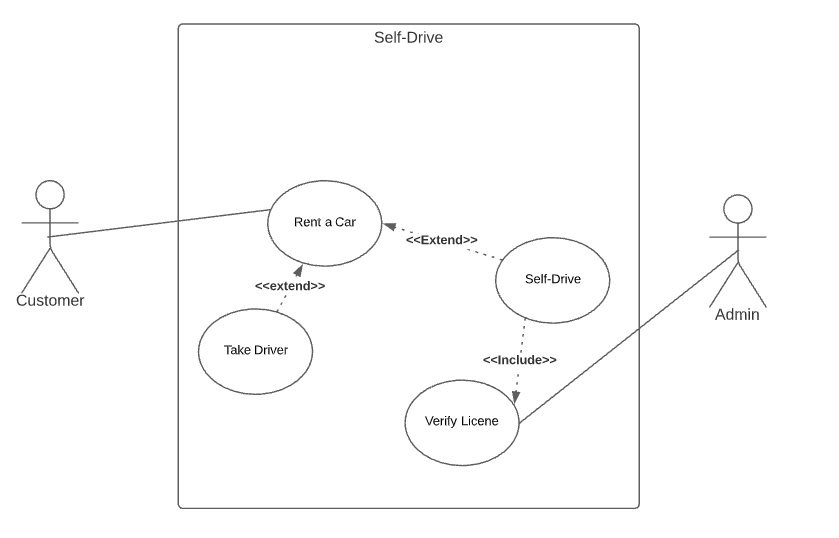 Self-Drive
Rent a Car
<<Extend>>
Self-Drive
<<extend>>
Customer
Admin
Take Driver
<<Include>>
Verify Licene